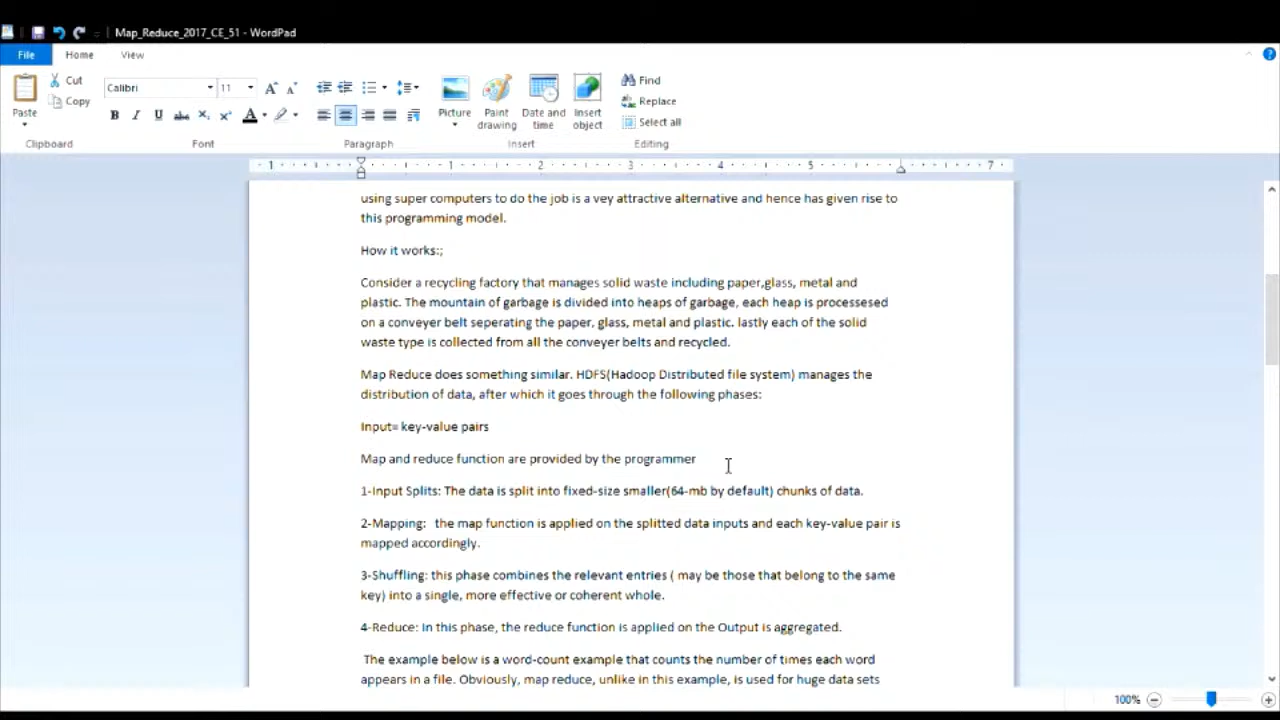 Map_Reduce_2017_CE_51 - WordPad
File Home View
Cut
Copy
Paste
Calibri 11
Picture
Paint drawing
Date and time
Insert object
Find
Replace
Select all
Clipboard Font Paragraph Insert Editing
1 1 2 3 4 5 7
using super computers to do the job is a vey attractive alternative and hence has given rise to
this programming model.
How it works:;
Consider a recycling factory that manages solid waste including paper,glass, metal and
plastic. The mountain of garbage is divided into heaps of garbage, each heap is processesed
on a conveyer belt seperating the paper, glass, metal and plastic. lastly each of the solid
waste type is collected from all the conveyer belts and recycled.
Map Reduce does something similar. HDFS(Hadoop Distributed file system) manages the
distribution of data, after which it goes through the following phases:
Input= key-value pairs
Map and reduce function are provided by the programmer
1-Input Splits: The data is split into fixed-size smaller(64-mb by default) chunks of data.
2-Mapping: the map function is applied on the splitted data inputs and each key-value pair is
mapped accordingly.
3-Shuffling: this phase combines the relevant entries ( may be those that belong to the same
key) into a single, more effective or coherent whole.
4-Reduce: In this phase, the reduce function is applied on the Output is aggregated.
The example below is a word-count example that counts the number of times each word
appears in a file. Obviously, map reduce, unlike in this example, is used for huge data sets
100%